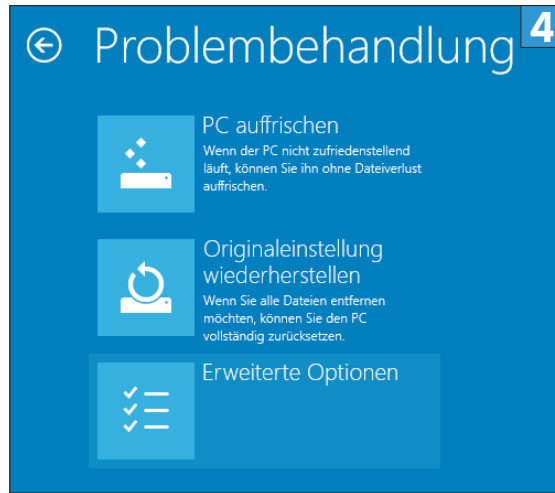 Problembehandlung
4
PC auffrischen
Wenn der PC nicht zufriedenstellend
läuft, können Sie ihn ohne Dateiverlust
auffrischen.
Originaleinstellung
wiederherstellen
Wenn Sie alle Dateien entfernen
möchten, können Sie den PC
vollständig zurücksetzen.
Erweiterte Optionen